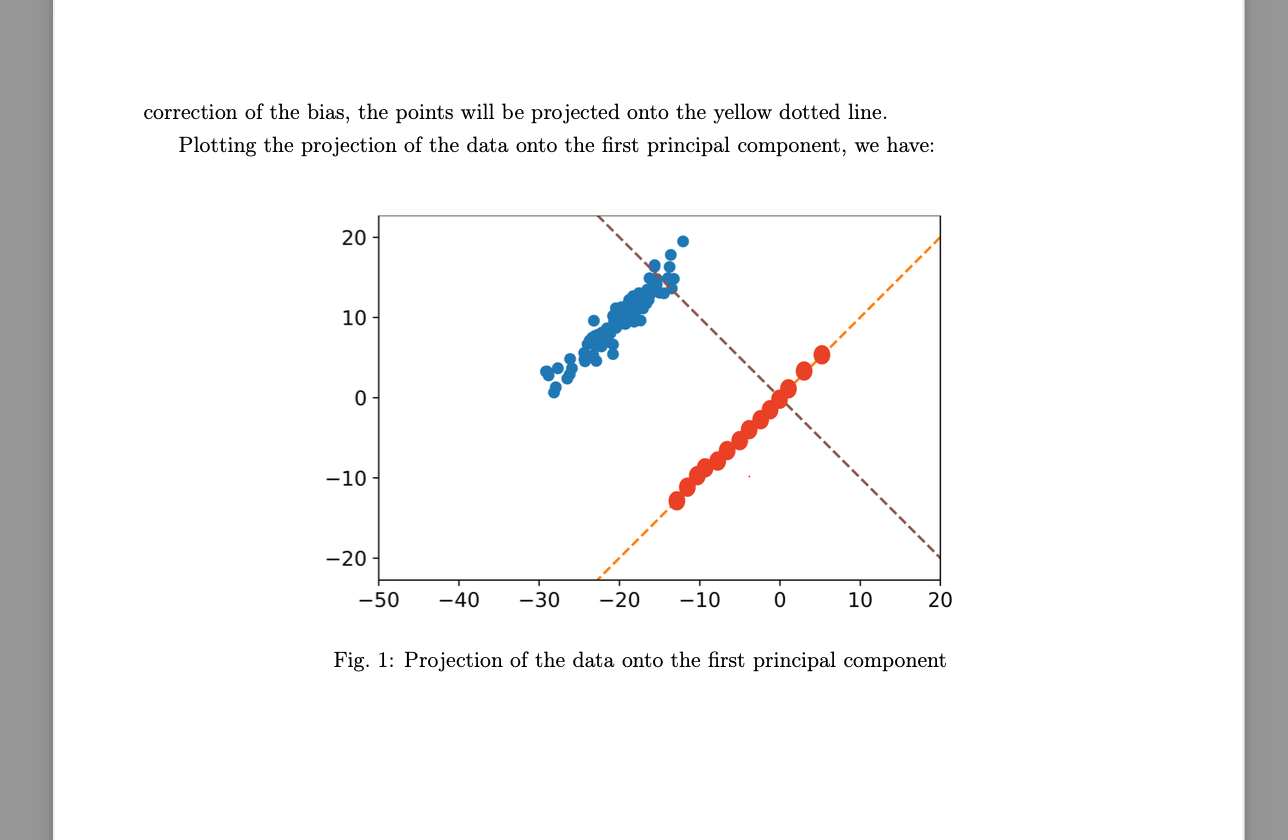 correction of the bias, the points will be projected onto the yellow dotted line.
Plotting the projection of the data onto the first principal component, we have:
20
10
0
−10
−20
−50 −40 −30 −20 −10 0 10 20
Fig. 1: Projection of the data onto the first principal component